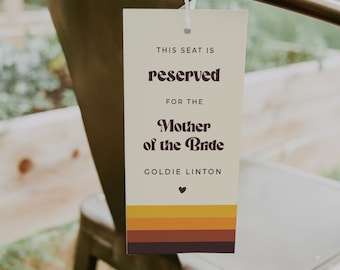 THIS SEAT IS
reserved
FOR THE
Mother
of the Bride
GOLDIE LINTON